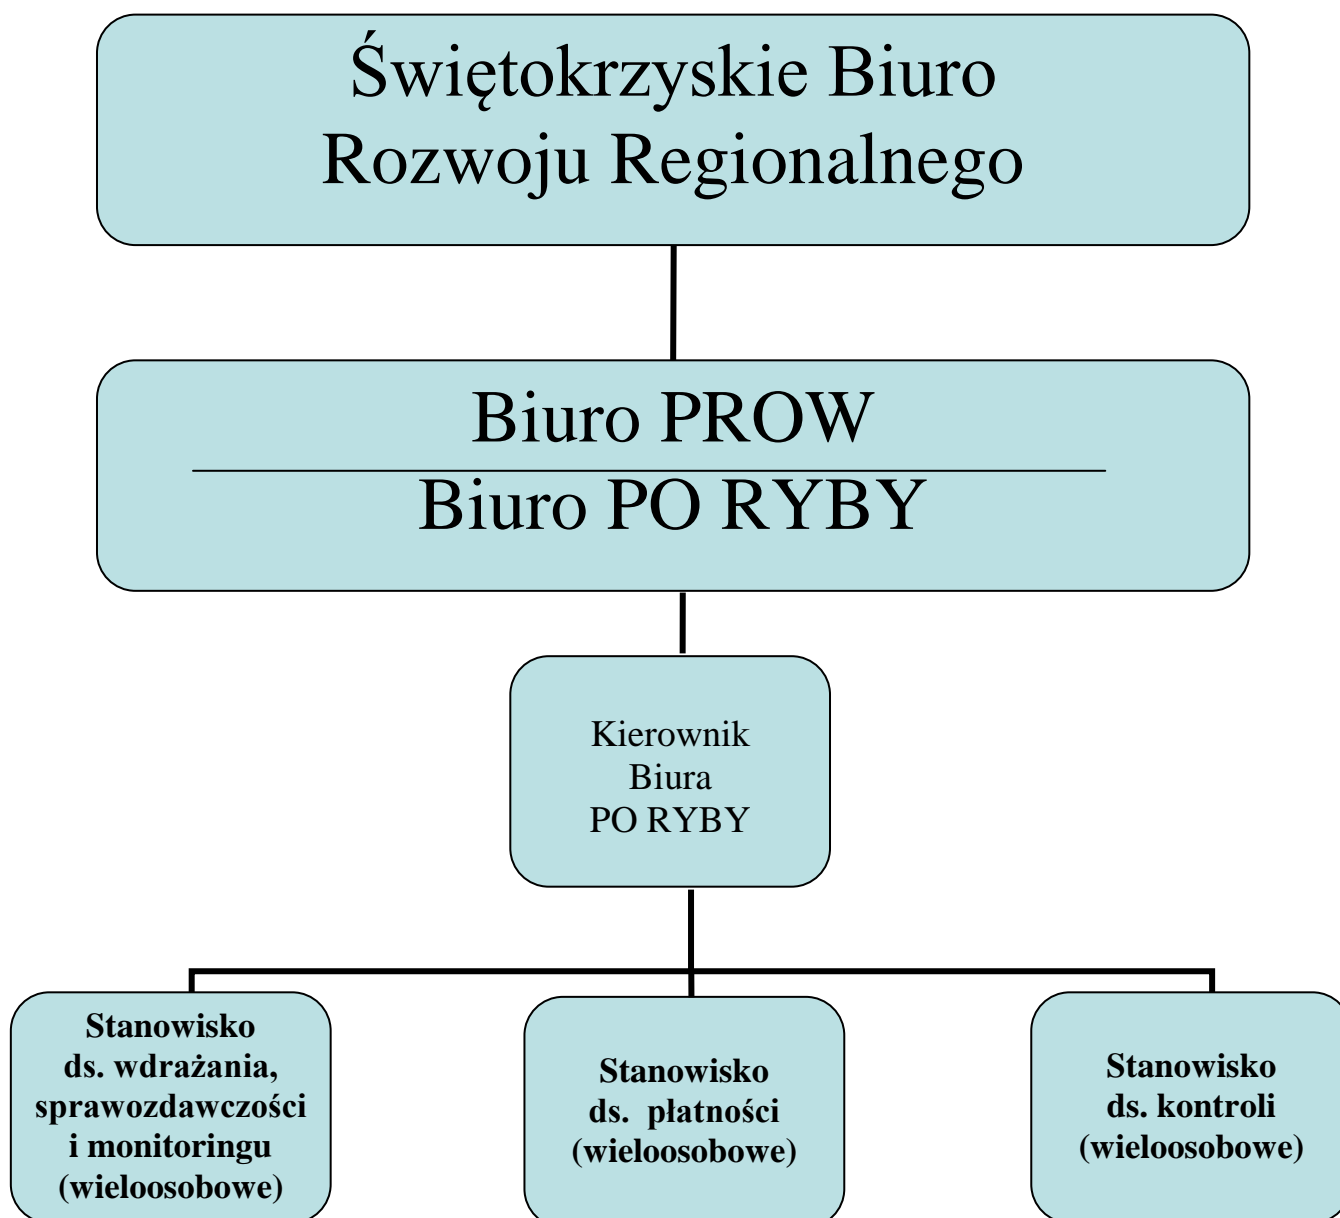 Świętokrzyskie Biuro
Rozwoju Regionalnego
Biuro PROW
Biuro PO RYBY
Kierownik
Biura
PO RYBY
Stanowisko
ds. wdrażania,
sprawozdawczości
i monitoringu
(wieloosobowe)
Stanowisko
ds. płatności
(wieloosobowe)
Stanowisko
ds. kontroli
(wieloosobowe)